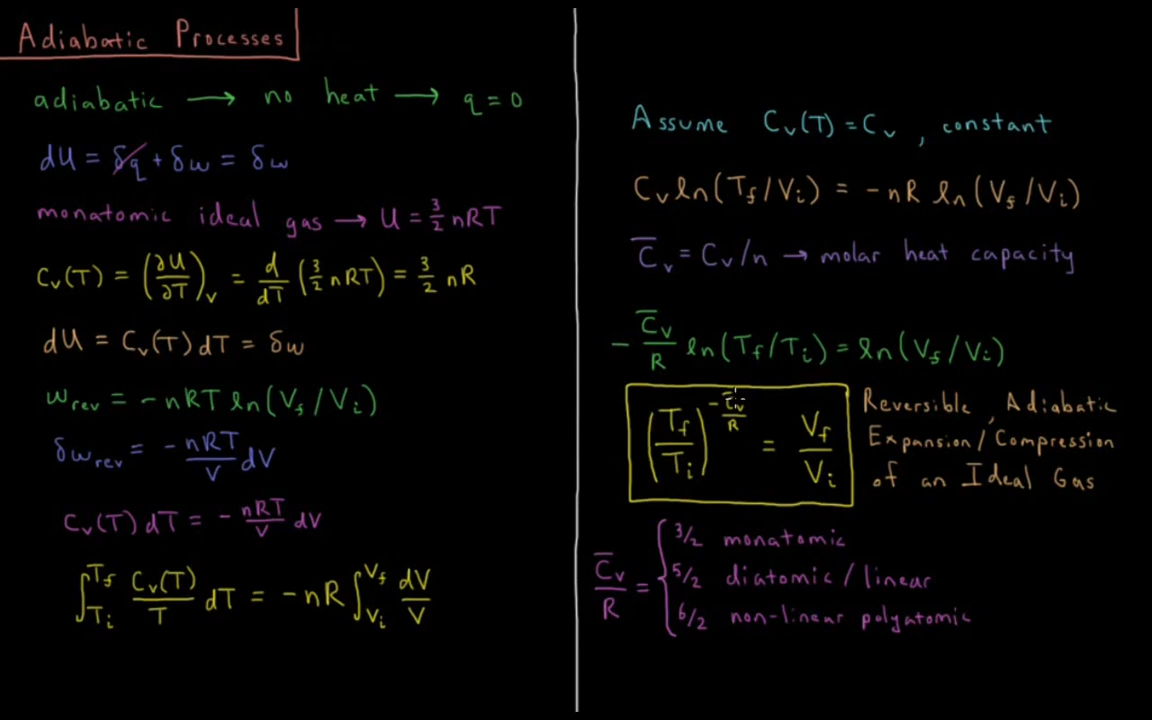 Adiabatic Processes
adiabatic → no heat → q = 0
dU = δq + δw = δw
monatomic ideal gas → U = 3/2 nRT
Cv(T) = (∂U/∂T)v = d/dT (3/2 nRT) = 3/2 nR
dU = Cv(T) dT = δw
wrev = -nRT ln(Vf/Vi)
δwrev = -nRT/V dV
Cv(T) dT = -nRT/V dV
∫Ti^Tf Cv(T)/T dT = -nR ∫Vi^Vf dV/V
Assume Cv(T) = Cv, constant
Cv ln(Tf/Vi) = -nR ln(Vf/Vi)
C̅v = Cv/n → molar heat capacity
-C̅v/R ln(Tf/Ti) = ln(Vf/Vi)
(Tf/Ti)^(-C̅v/R) = Vf/Vi
Reversible, Adiabatic
Expansion/Compression
of an Ideal Gas
C̅v/R = { 3/2 monatomic
5/2 diatomic/linear
6/2 non-linear polyatomic